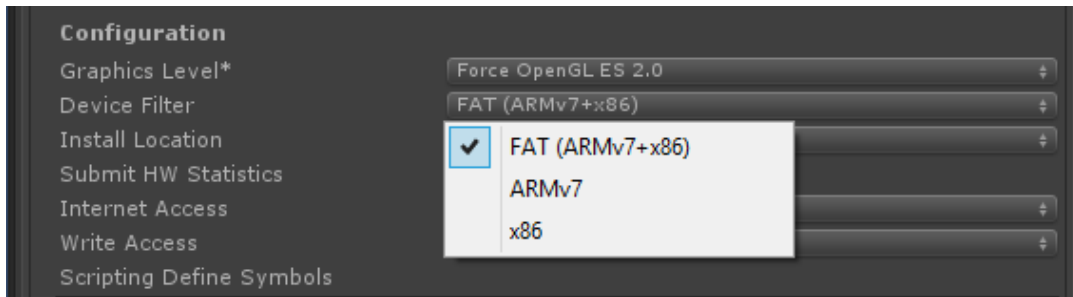 Configuration
Graphics Level* Force OpenGL ES 2.0
Device Filter FAT (ARMv7+x86)
Install Location
FAT (ARMv7+x86)
Submit HW Statistics
ARMv7
Internet Access
x86
Write Access
Scripting Define Symbols